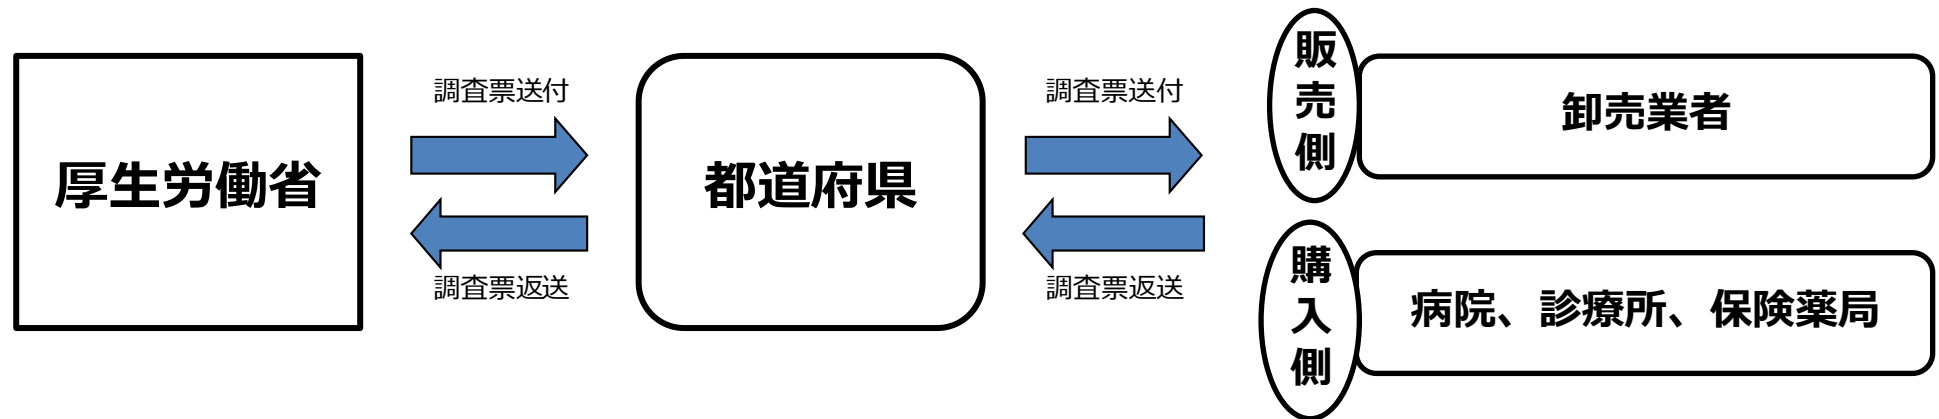 厚生労働省
調査票送付
調査票返送
都道府県
調査票送付
調査票返送
販売側
卸売業者
購入側
病院、診療所、保険薬局